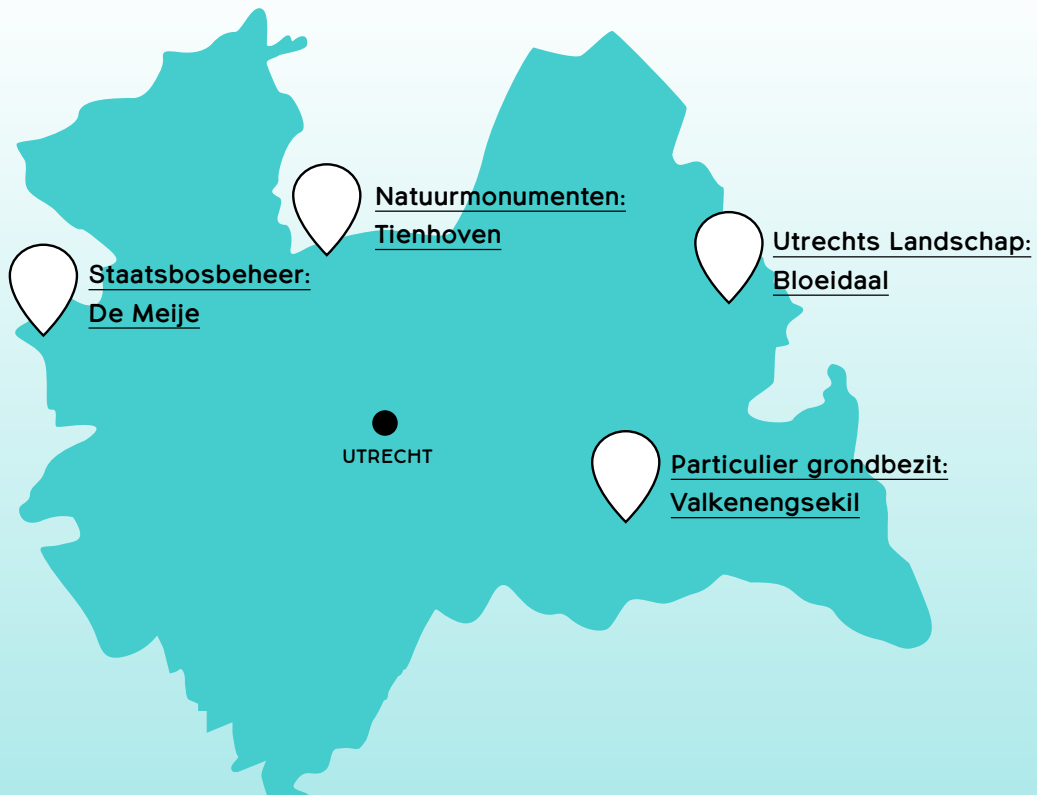 Natuurmonumenten:
Tienhoven
Utrechts Landschap:
Bloeidaal
Staatsbosbeheer:
De Meije
UTRECHT
Particulier grondbezit:
Valkenengsekil